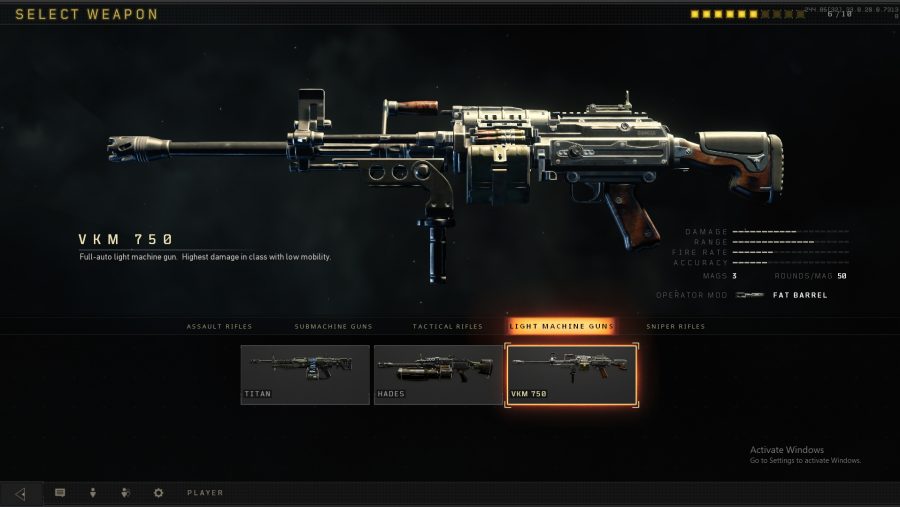 SELECT WEAPON
6/10
VKM 750
Full-auto light machine gun. Highest damage in class with low mobility.
DAMAGE
RANGE
FIRE RATE
ACCURACY
MAGS 3 ROUNDS/MAG 50
OPERATOR MOD FAT BARREL
ASSAULT RIFLES SUBMACHINE GUNS TACTICAL RIFLES LIGHT MACHINE GUNS SNIPER RIFLES
TITAN HADES VKM 750
Activate Windows
Go to Settings to activate Windows.
PLAYER